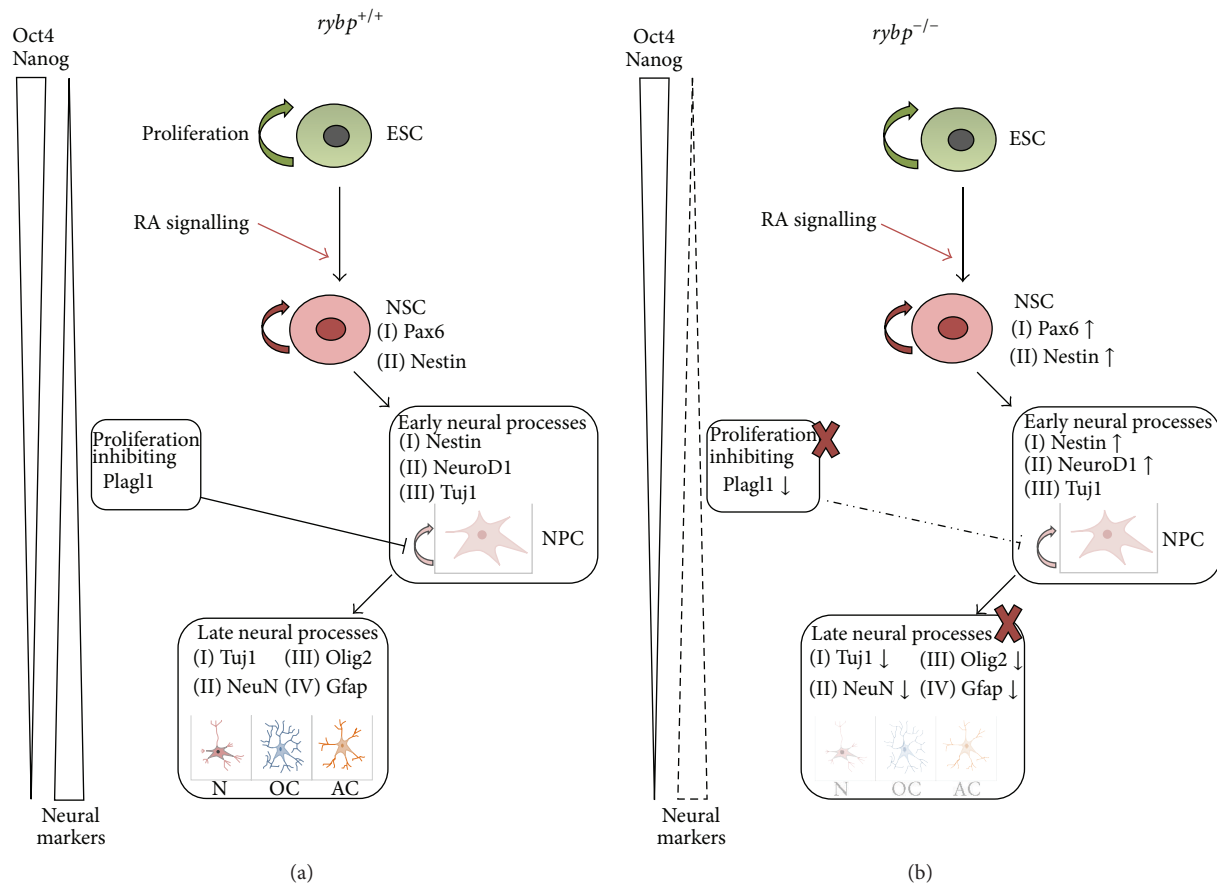 rybp+/+
Oct4
Nanog
Proliferation
ESC
RA signalling
NSC
(I) Pax6
(II) Nestin
Proliferation
inhibiting
Plagl1
Early neural processes
(I) Nestin
(II) NeuroD1
(III) Tuj1
NPC
Late neural processes
(I) Tuj1 (III) Olig2
(II) NeuN (IV) Gfap
N OC AC
Neural
markers
(a)
rybp−/−
Oct4
Nanog
ESC
RA signalling
NSC
(I) Pax6 ↑
(II) Nestin ↑
Proliferation
inhibiting
Plagl1 ↓
Early neural processes
(I) Nestin ↑
(II) NeuroD1 ↑
(III) Tuj1
NPC
Late neural processes
(I) Tuj1 ↓ (III) Olig2 ↓
(II) NeuN ↓ (IV) Gfap ↓
N OC AC
Neural
markers
(b)